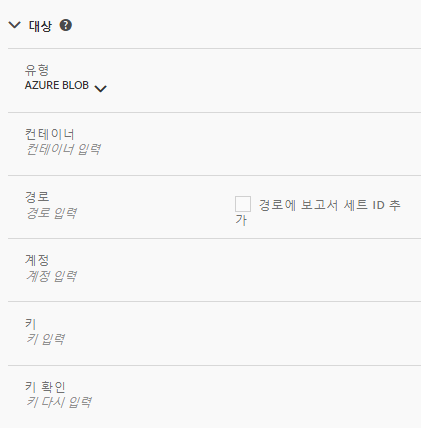 대상 ?
유형
AZURE BLOB
컨테이너
컨테이너 입력
경로
경로 입력
경로에 보고서 세트 ID 추
가
계정
계정 입력
키
키 입력
키 확인
키 다시 입력